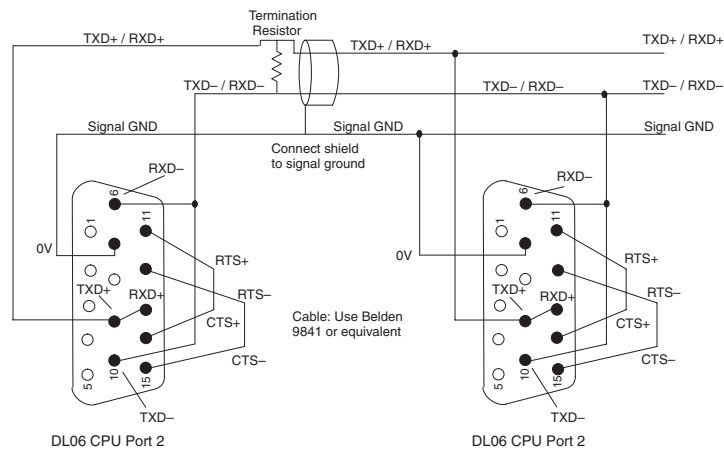 Termination
Resistor
TXD+ / RXD+
TXD+ / RXD+
TXD+ / RXD+
TXD– / RXD–
TXD– / RXD–
TXD– / RXD–
Signal GND
Signal GND
Signal GND
Connect shield
to signal ground
RXD–
6
1
11
0V
RTS+
RTS–
TXD+
RXD+
CTS+
CTS–
5
10
15
TXD–
DL06 CPU Port 2
Cable: Use Belden
9841 or equivalent
RXD–
6
1
11
0V
RTS+
RTS–
TXD+
RXD+
CTS+
CTS–
5
10
15
TXD–
DL06 CPU Port 2